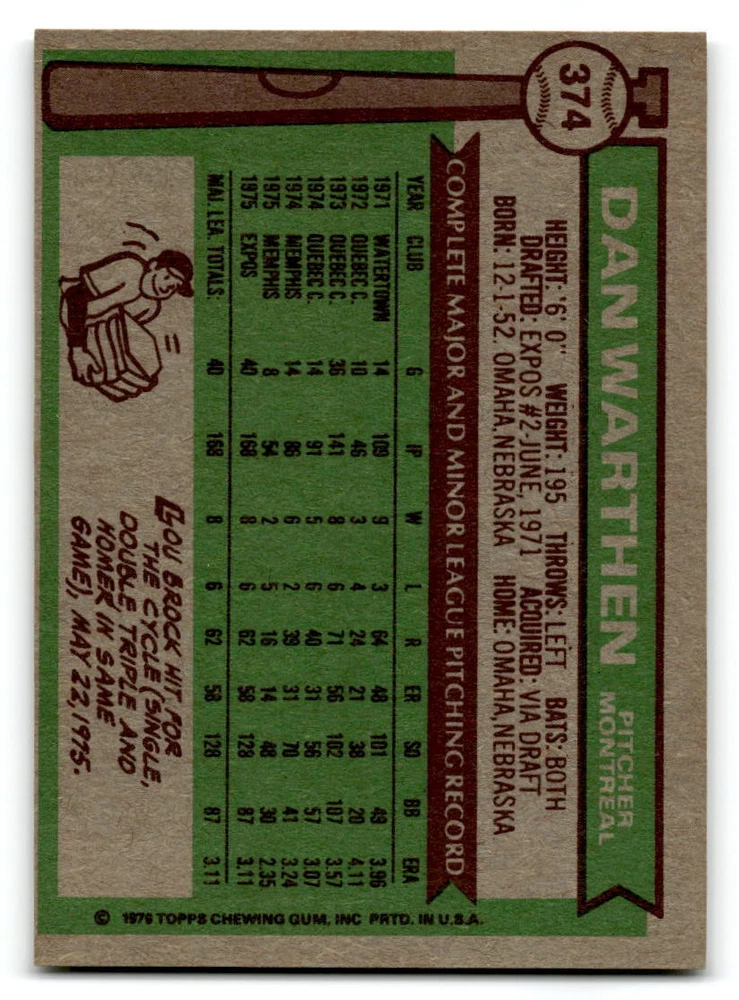 374
DAN WARTHEN
PITCHER
MONTREAL
HEIGHT: '6' 0" WEIGHT: 195 THROWS: LEFT BATS: BOTH
DRAFTED: EXPOS #2-JUNE, 1971 ACQUIRED: VIA DRAFT
BORN: 12-1-52. OMAHA, NEBRASKA HOME: OMAHA, NEBRASKA
COMPLETE MAJOR AND MINOR LEAGUE PITCHING RECORD
YEAR CLUB G IP W L R ER SO BB ERA
1971 WATERTOWN 14 109 9 3 64 48 101 49 3.96
1972 QUEBEC C. 10 46 3 4 24 21 38 20 4.11
1973 QUEBEC C. 36 141 8 6 71 56 102 107 3.57
1974 QUEBEC C. 14 91 5 6 40 31 56 57 3.07
1974 MEMPHIS 14 86 6 2 39 31 70 41 3.24
1975 MEMPHIS 8 54 2 5 16 14 48 30 2.35
1975 EXPOS 40 168 8 6 62 58 128 87 3.11
MAJ. LEA. TOTALS: 40 168 8 6 62 58 128 87 3.11
LOU BROCK HIT FOR
THE CYCLE (SINGLE,
DOUBLE TRIPLE AND
HOMER IN SAME
GAME), MAY 22, 1975.
© 1976 TOPPS CHEWING GUM, INC PRTD. IN U.S.A.